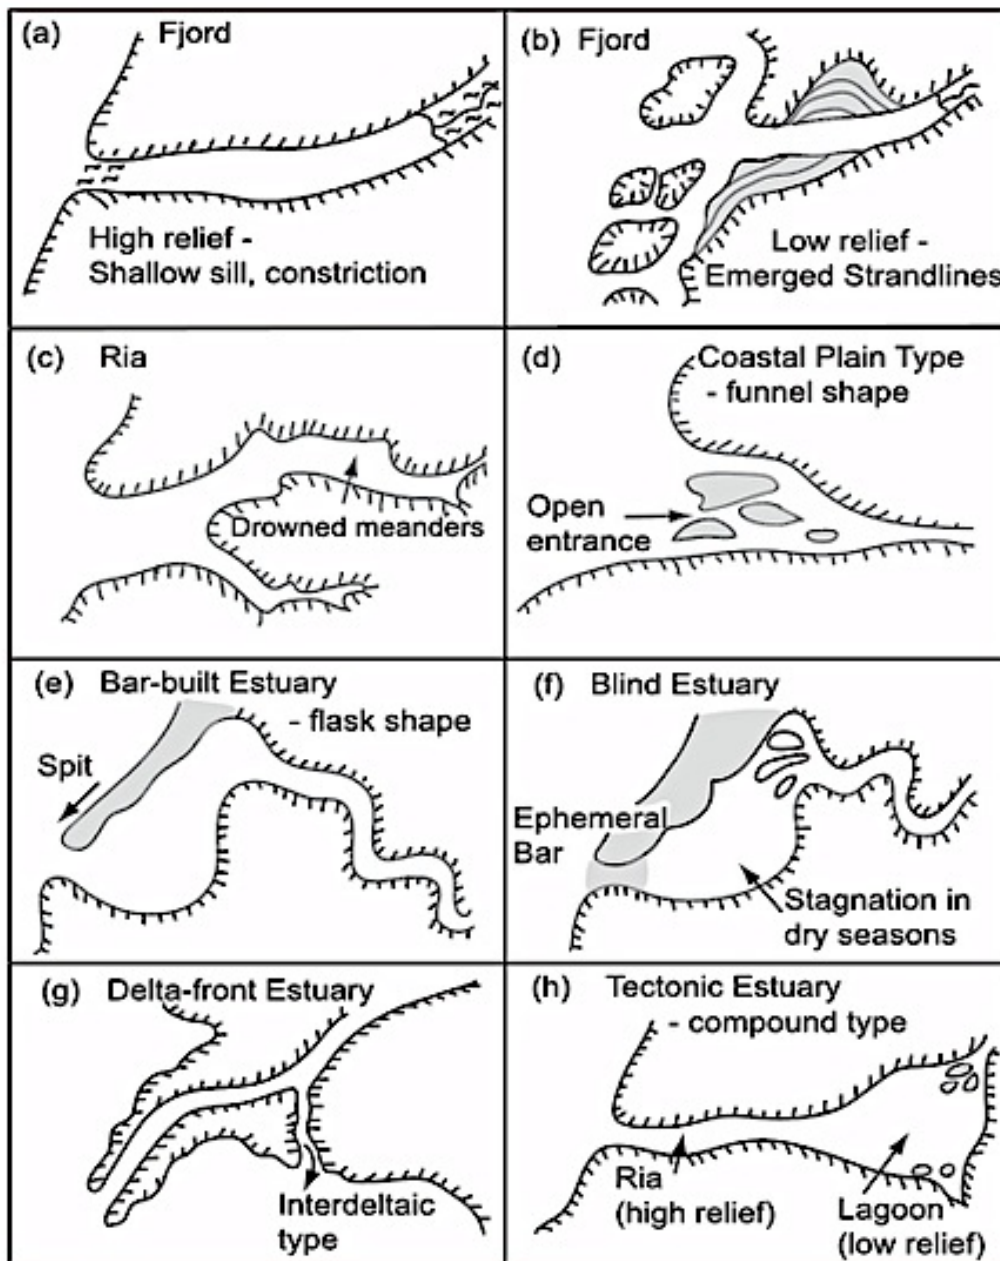 (a) Fjord
High relief -
Shallow sill, constriction
(b) Fjord
Low relief -
Emerged Strandlines
(c) Ria
Drowned meanders
(d) Coastal Plain Type
- funnel shape
Open
entrance
(e) Bar-built Estuary
- flask shape
Spit
(f) Blind Estuary
Ephemeral
Bar
Stagnation in
dry seasons
(g) Delta-front Estuary
Interdeltaic
type
(h) Tectonic Estuary
- compound type
Ria
(high relief)
Lagoon
(low relief)